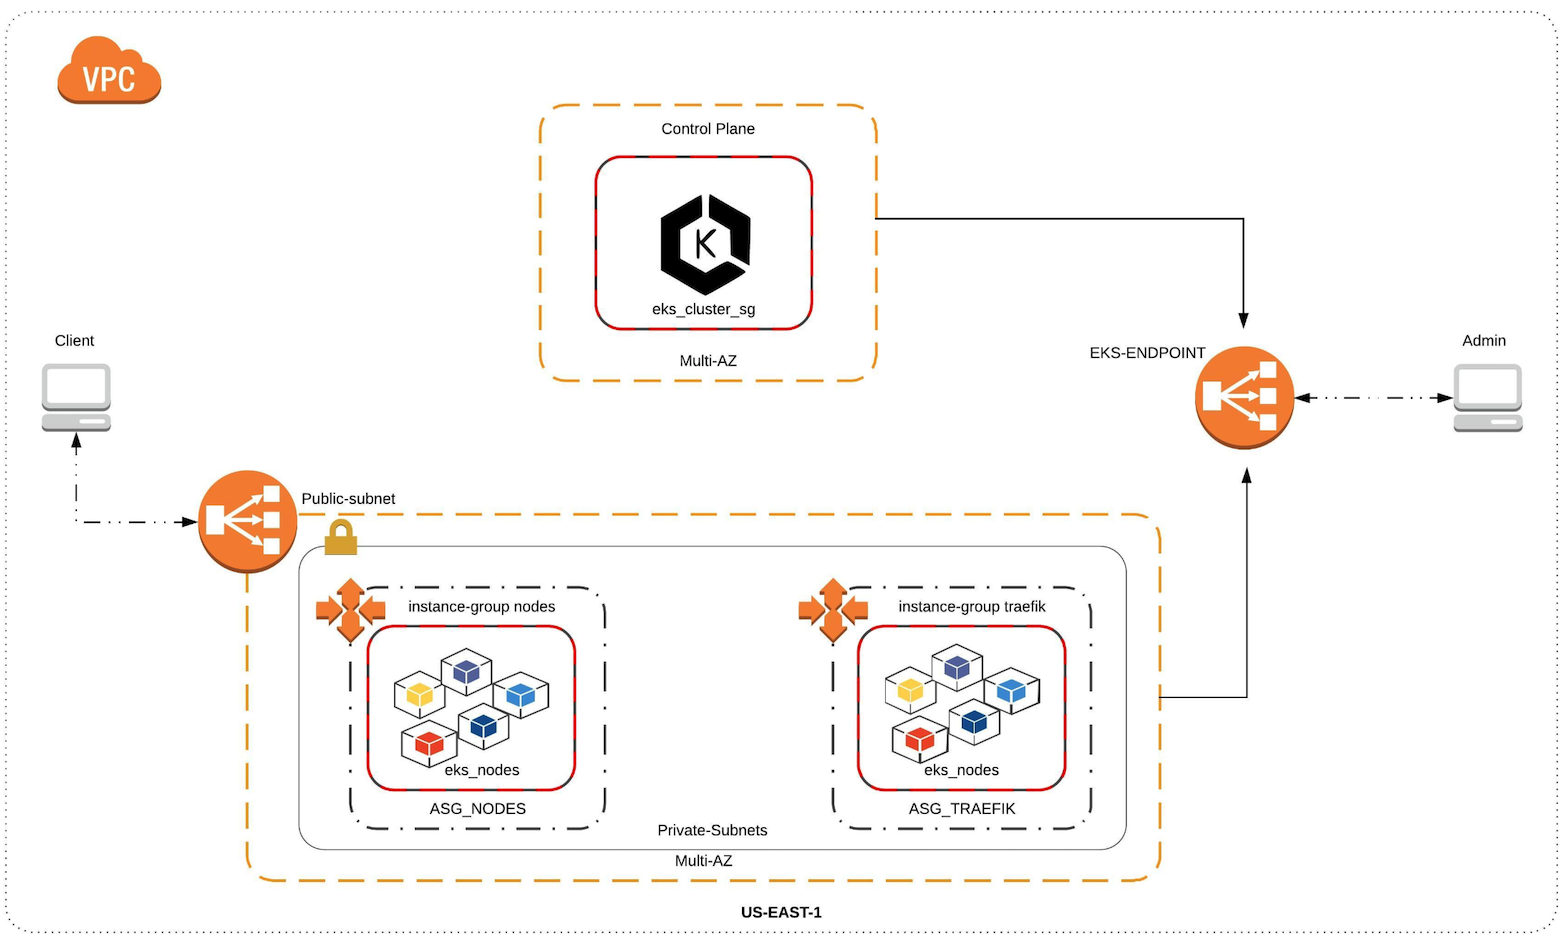 VPC
Control Plane
K
eks_cluster_sg
Multi-AZ
Client
EKS-ENDPOINT
Admin
Public-subnet
instance-group nodes
instance-group traefik
eks_nodes
eks_nodes
ASG_NODES
ASG_TRAEFIK
Private-Subnets
Multi-AZ
US-EAST-1